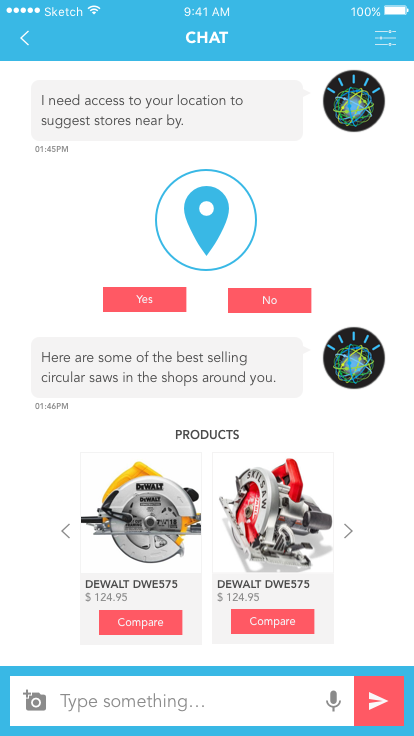 Sketch 9:41 AM 100%
CHAT
I need access to your location to
suggest stores near by.
01:45PM
Yes No
Here are some of the best selling
circular saws in the shops around you.
01:46PM
PRODUCTS
DEWALT
SKILSAW
DEWALT DWE575 DEWALT DWE575
$ 124.95 $ 124.95
Compare Compare
Type something...